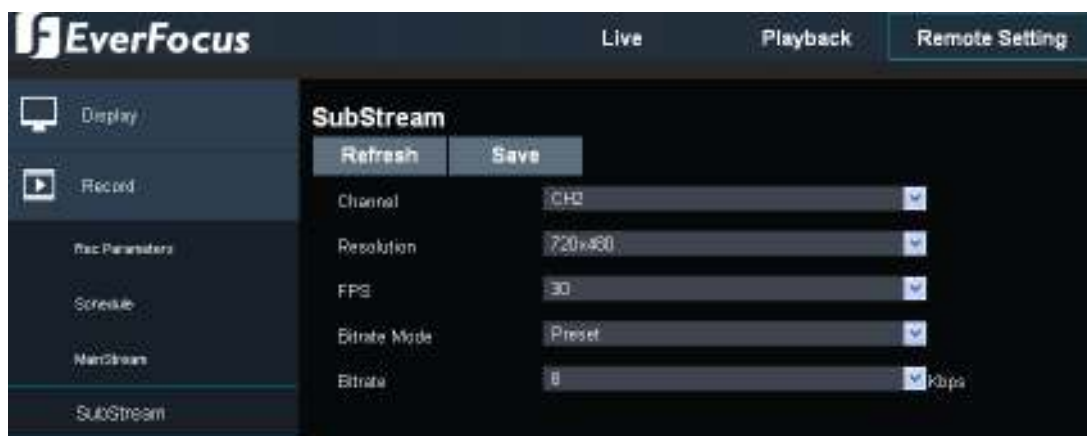 EverFocus
Live
Playback
Remote Setting
Display
Record
Rec Parameters
Schedule
MainStream
SubStream
SubStream
Refresh
Save
Channel
CH2
Resolution
720x480
FPS
30
Bitrate Mode
Preset
Bitrate
8
Kbps